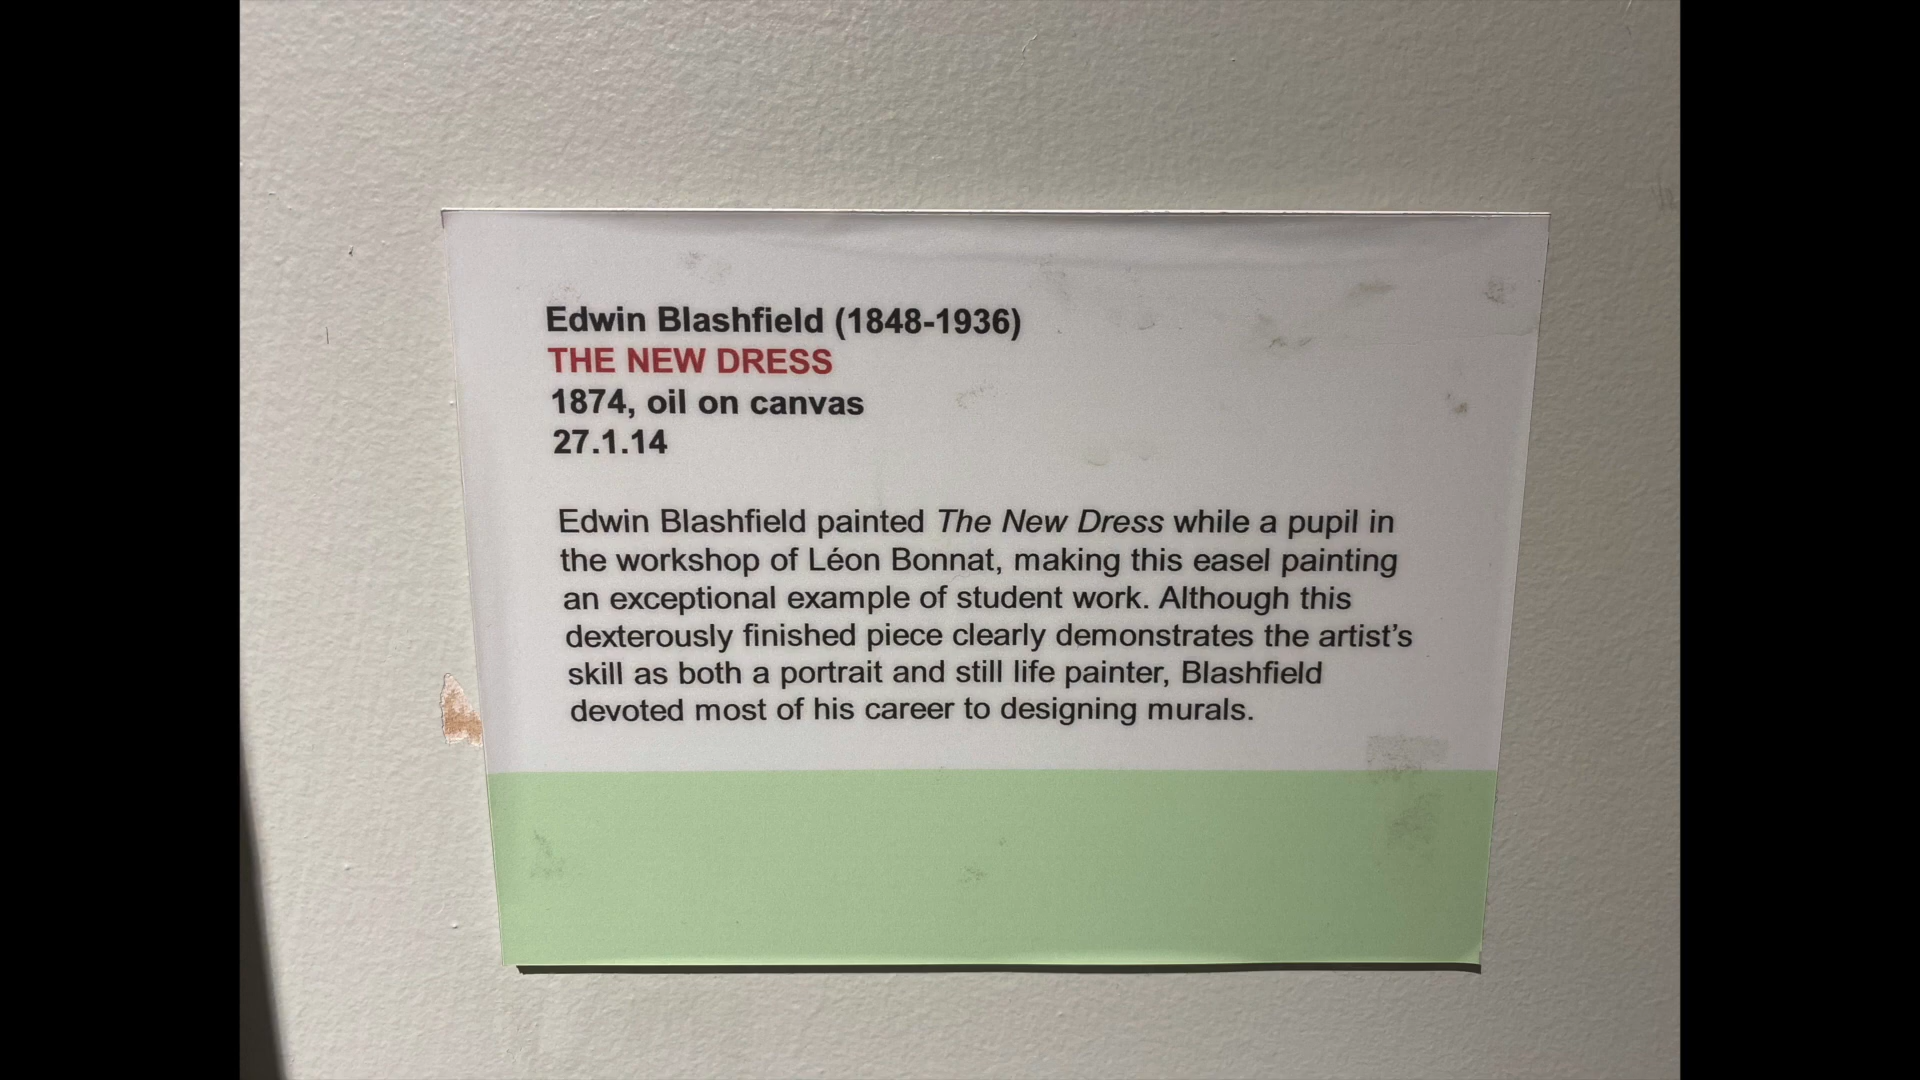 Edwin Blashfield (1848-1936)
THE NEW DRESS
1874, oil on canvas
27.1.14
Edwin Blashfield painted The New Dress while a pupil in
the workshop of Léon Bonnat, making this easel painting
an exceptional example of student work. Although this
dexterously finished piece clearly demonstrates the artist’s
skill as both a portrait and still life painter, Blashfield
devoted most of his career to designing murals.